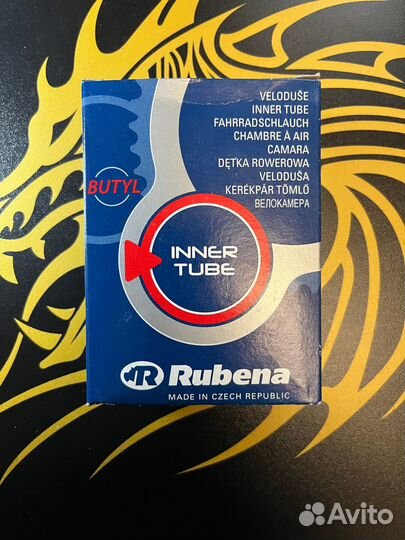 VELODUŠE
INNER TUBE
FAHRRADSCHLAUCH
CHAMBRE À AIR
CAMARA
DĘTKA ROWEROWA
VELODUŠA
KERÉKPÁR TÖMLŐ
ВЕЛОКАМЕРА
BUTYL
INNER
TUBE
R Rubena
MADE IN CZECH REPUBLIC
Avito